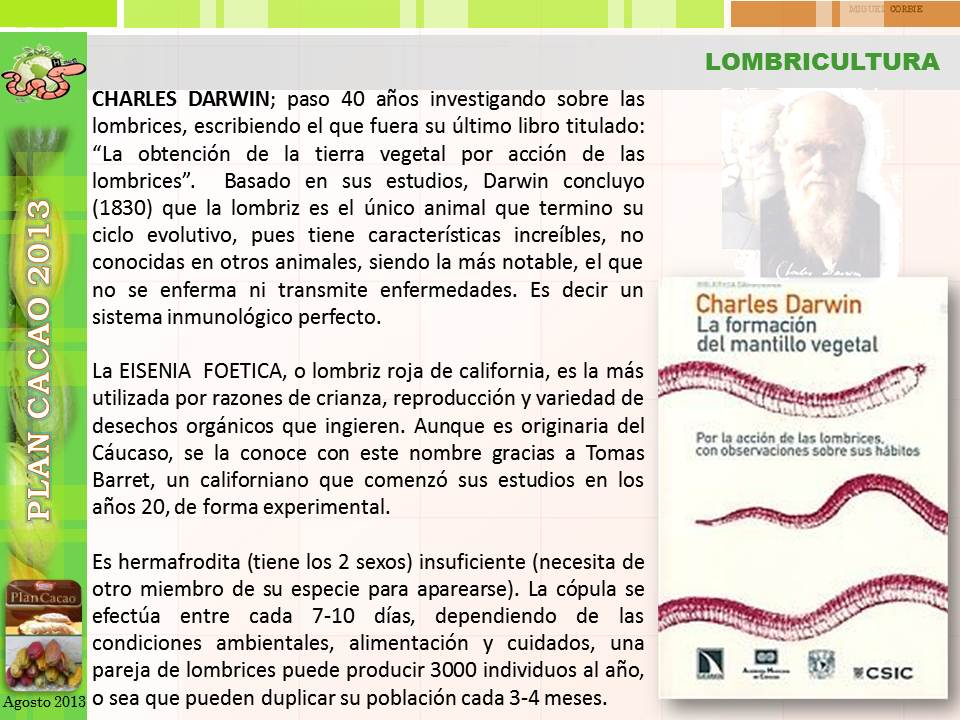 MIGUEL CORBIE
LOMBRICULTURA
CHARLES DARWIN; paso 40 años investigando sobre las
lombrices, escribiendo el que fuera su último libro titulado:
“La obtención de la tierra vegetal por acción de las
lombrices”. Basado en sus estudios, Darwin concluyo
(1830) que la lombriz es el único animal que termino su
ciclo evolutivo, pues tiene características increíbles, no
conocidas en otros animales, siendo la más notable, el que
no se enferma ni transmite enfermedades. Es decir un
sistema inmunológico perfecto.
La EISENIA FOETICA, o lombriz roja de california, es la más
utilizada por razones de crianza, reproducción y variedad de
desechos orgánicos que ingieren. Aunque es originaria del
Cáucaso, se la conoce con este nombre gracias a Tomas
Barret, un californiano que comenzó sus estudios en los
años 20, de forma experimental.
Es hermafrodita (tiene los 2 sexos) insuficiente (necesita de
otro miembro de su especie para aparearse). La cópula se
efectúa entre cada 7-10 días, dependiendo de las
condiciones ambientales, alimentación y cuidados, una
pareja de lombrices puede producir 3000 individuos al año,
o sea que pueden duplicar su población cada 3-4 meses.
PLAN CACAO 2013
Plan Cacao
Agosto 2013
Charles Darwin
Charles Darwin
La formación
del mantillo vegetal
Por la acción de las lombrices,
con observaciones sobre sus hábitos
CSIC